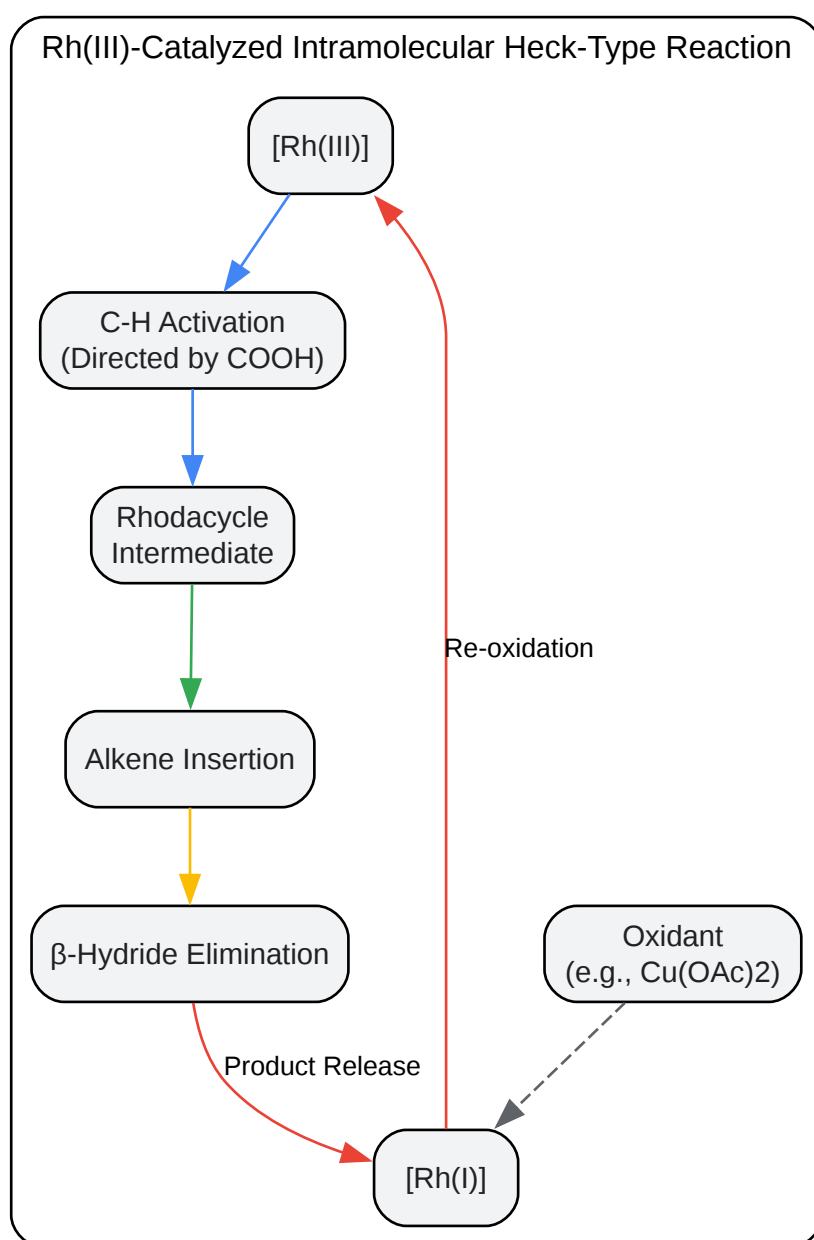 Rh(III)-Catalyzed Intramolecular Heck-Type Reaction
[Rh(III)]
C-H Activation
(Directed by COOH)
Rhodacycle
Intermediate
Re-oxidation
Alkene Insertion
β-Hydride Elimination
Oxidant
(e.g., Cu(OAc)2)
Product Release
[Rh(I)]